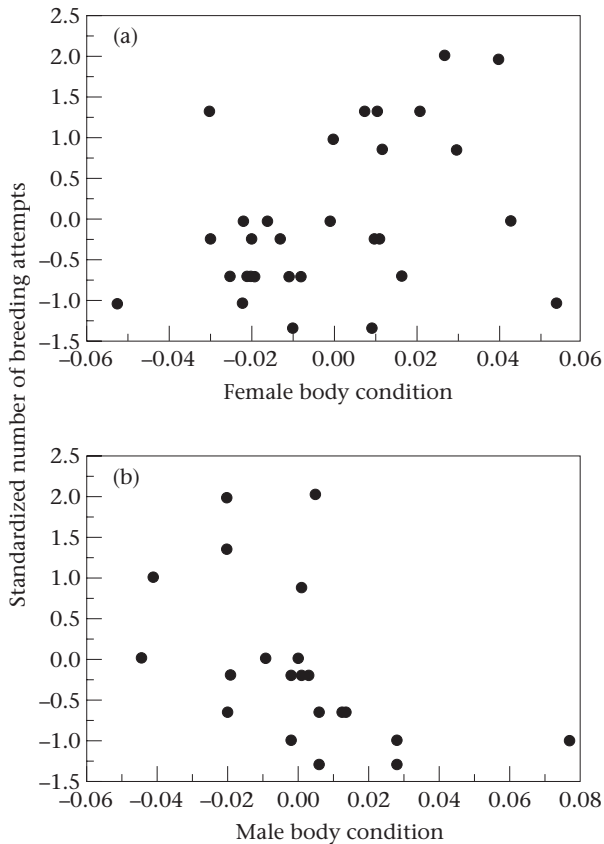 Standardized number of breeding attempts
(a)
2.5
2.0
1.5
1.0
0.5
0.0
−0.5
−1.0
−1.5
−0.06 −0.04 −0.02 0.00 0.02 0.04 0.06
Female body condition
(b)
2.5
2.0
1.5
1.0
0.5
0.0
−0.5
−1.0
−1.5
−0.06 −0.04 −0.02 0.00 0.02 0.04 0.06 0.08
Male body condition